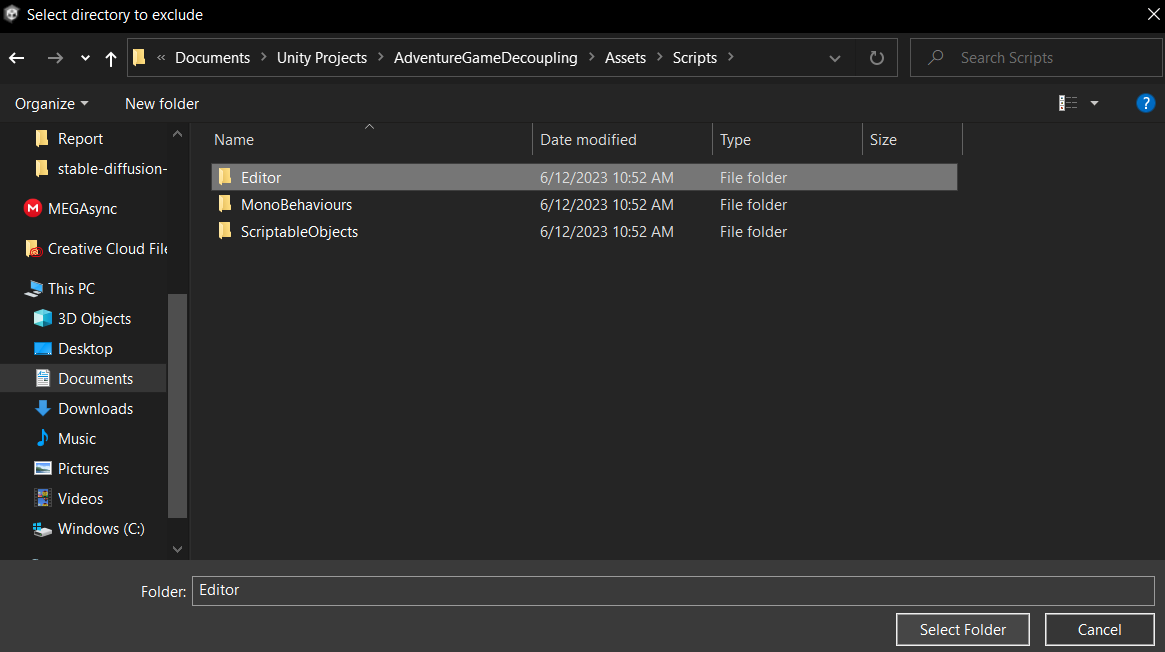 Select directory to exclude
« Documents > Unity Projects > AdventureGameDecoupling > Assets > Scripts >
Search Scripts
Organize
New folder
?
Report
stable-diffusion-
M MEGAsync
Creative Cloud File
This PC
3D Objects
Desktop
Documents
Downloads
Music
Pictures
Videos
Windows (C:)
Name Date modified Type Size
Editor 6/12/2023 10:52 AM File folder
MonoBehaviours 6/12/2023 10:52 AM File folder
ScriptableObjects 6/12/2023 10:52 AM File folder
Folder: Editor
Select Folder Cancel